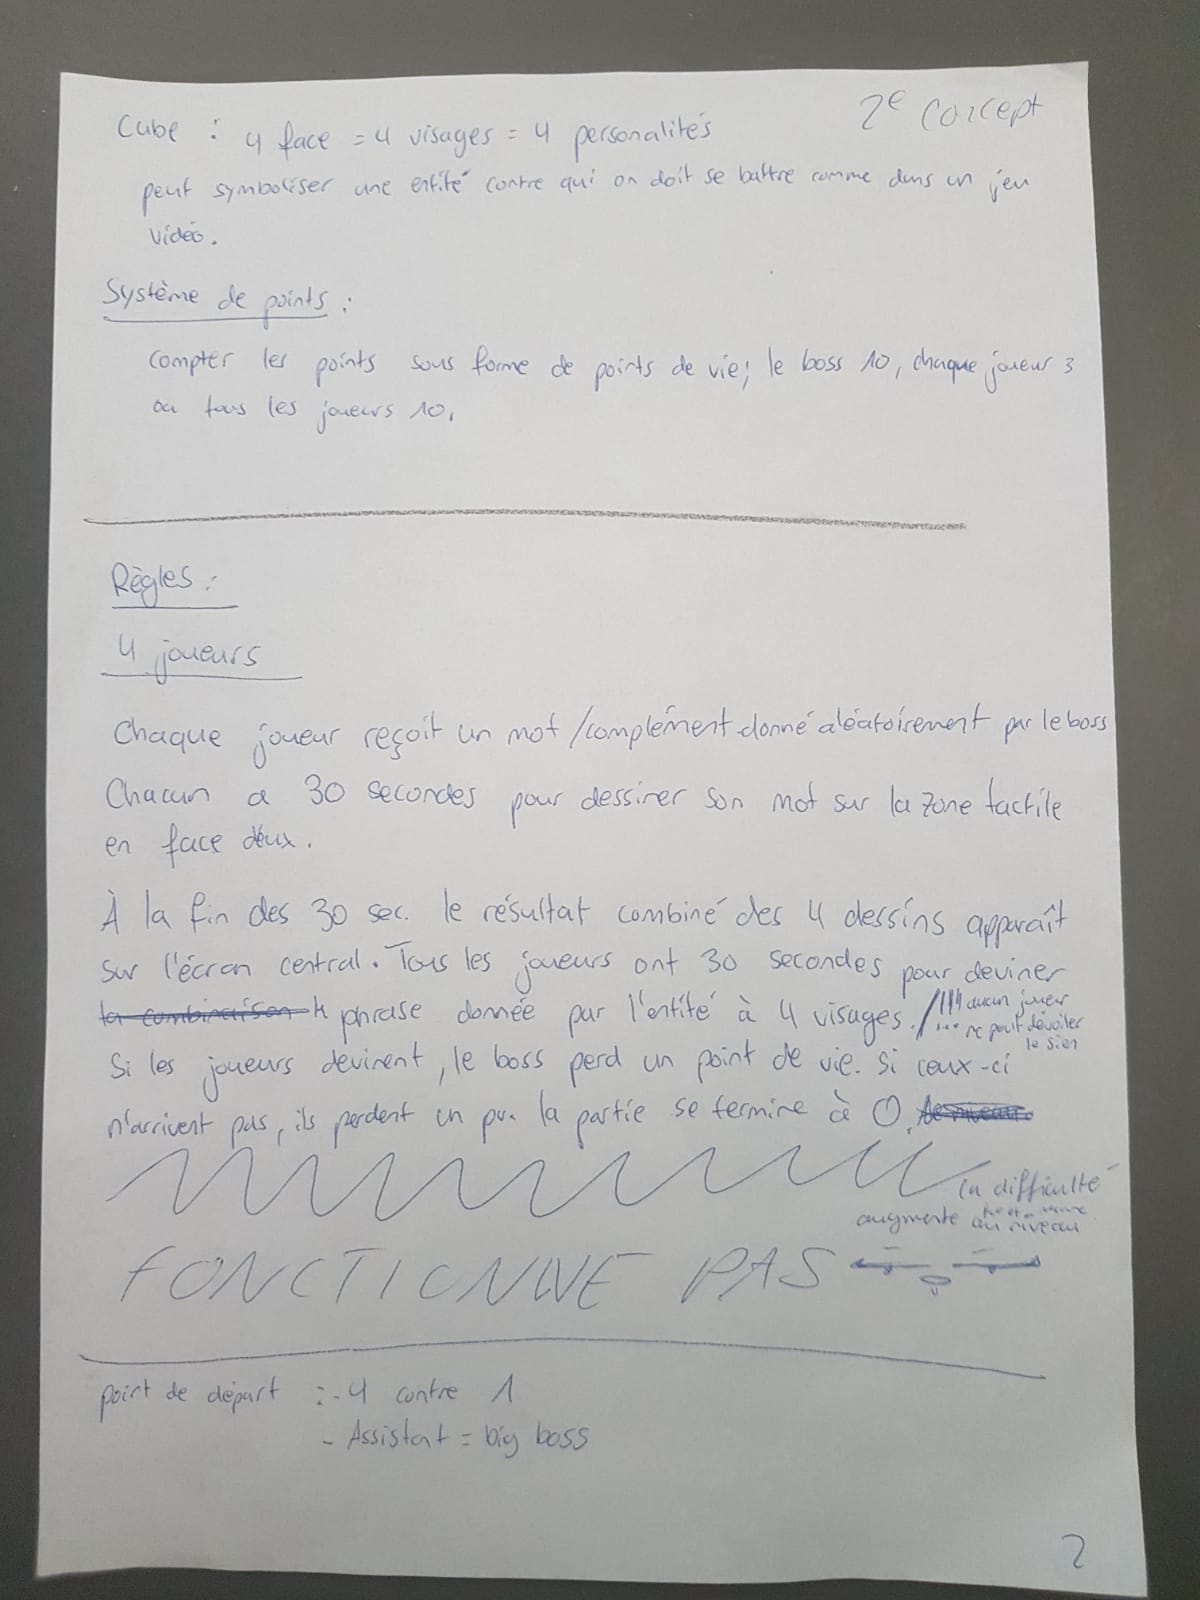 2e concept
Cube : 4 face = 4 visages = 4 personalités
peut symboliser une entité contre qui on doit se battre comme dans un jeu
vidéo.
Système de points :
compter les points sous forme de points de vie; le boss 10, chaque joueur 3
ou tous les joueurs 10.
Règles :
4 joueurs
Chaque joueur reçoit un mot /complément donné aléatoirement par le boss
Chacun a 30 secondes pour dessiner son mot sur la zone tactile
en face d'eux.
À la fin des 30 sec. le résultat combiné des 4 dessins apparaît
sur l'écran central. Tous les joueurs ont 30 secondes pour deviner
la combinaison la phrase donnée par l'entité à 4 visages. / !!! aucun joueur
ne peut dévoiler
le sien
Si les joueurs devinent, le boss perd un point de vie. Si ceux-ci
n'arrivent pas, ils perdent un pv. la partie se termine à 0.
la difficulté
augmente au niveau
FONCTIONNE PAS
point de départ : - 4 contre 1
- Assistant = big boss
2